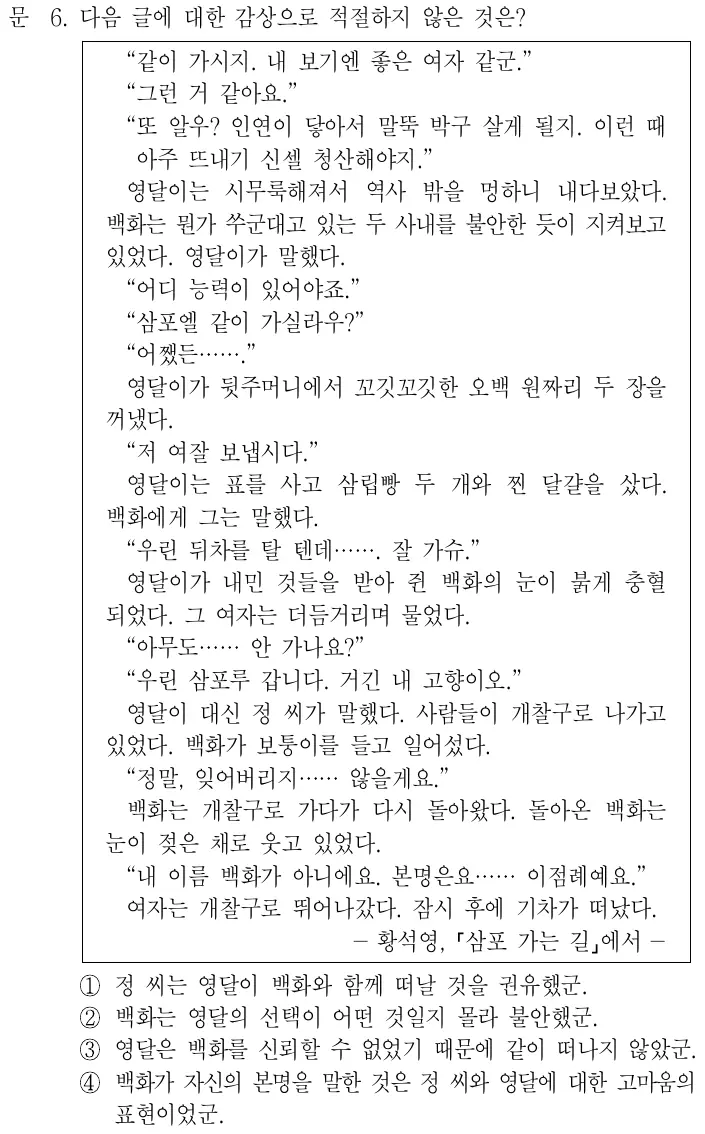 문 6. 다음 글에 대한 감상으로 적절하지 않은 것은?
“같이 가시지. 내 보기엔 좋은 여자 같군.”
“그런 거 같아요.”
“또 알우? 인연이 닿아서 말뚝 박구 살게 될지. 이런 때
아주 뜨내기 신셀 청산해야지.”
영달이는 시무룩해져서 역사 밖을 멍하니 내다보았다.
백화는 뭔가 쑤군대고 있는 두 사내를 불안한 듯이 지켜보고
있었다. 영달이가 말했다.
“어디 능력이 있어야죠.”
“삼포엘 같이 가실라우?”
“어쨌든…….”
영달이가 뒷주머니에서 꼬깃꼬깃한 오백 원짜리 두 장을
꺼냈다.
“저 여잘 보냅시다.”
영달이는 표를 사고 삼립빵 두 개와 찐 달걀을 샀다.
백화에게 그는 말했다.
“우린 뒤차를 탈 텐데……. 잘 가슈.”
영달이가 내민 것들을 받아 쥔 백화의 눈이 붉게 충혈
되었다. 그 여자는 더듬거리며 물었다.
“아무도…… 안 가나요?”
“우린 삼포루 갑니다. 거긴 내 고향이오.”
영달이 대신 정 씨가 말했다. 사람들이 개찰구로 나가고
있었다. 백화가 보퉁이를 들고 일어섰다.
“정말, 잊어버리지…… 않을게요.”
백화는 개찰구로 가다가 다시 돌아왔다. 돌아온 백화는
눈이 젖은 채로 웃고 있었다.
“내 이름 백화가 아니에요. 본명은요…… 이점례예요.”
여자는 개찰구로 뛰어나갔다. 잠시 후에 기차가 떠났다.
－ 황석영, ｢삼포 가는 길｣에서 －
① 정 씨는 영달이 백화와 함께 떠날 것을 권유했군.
② 백화는 영달의 선택이 어떤 것일지 몰라 불안했군.
③ 영달은 백화를 신뢰할 수 없었기 때문에 같이 떠나지 않았군.
④ 백화가 자신의 본명을 말한 것은 정 씨와 영달에 대한 고마움의
표현이었군.